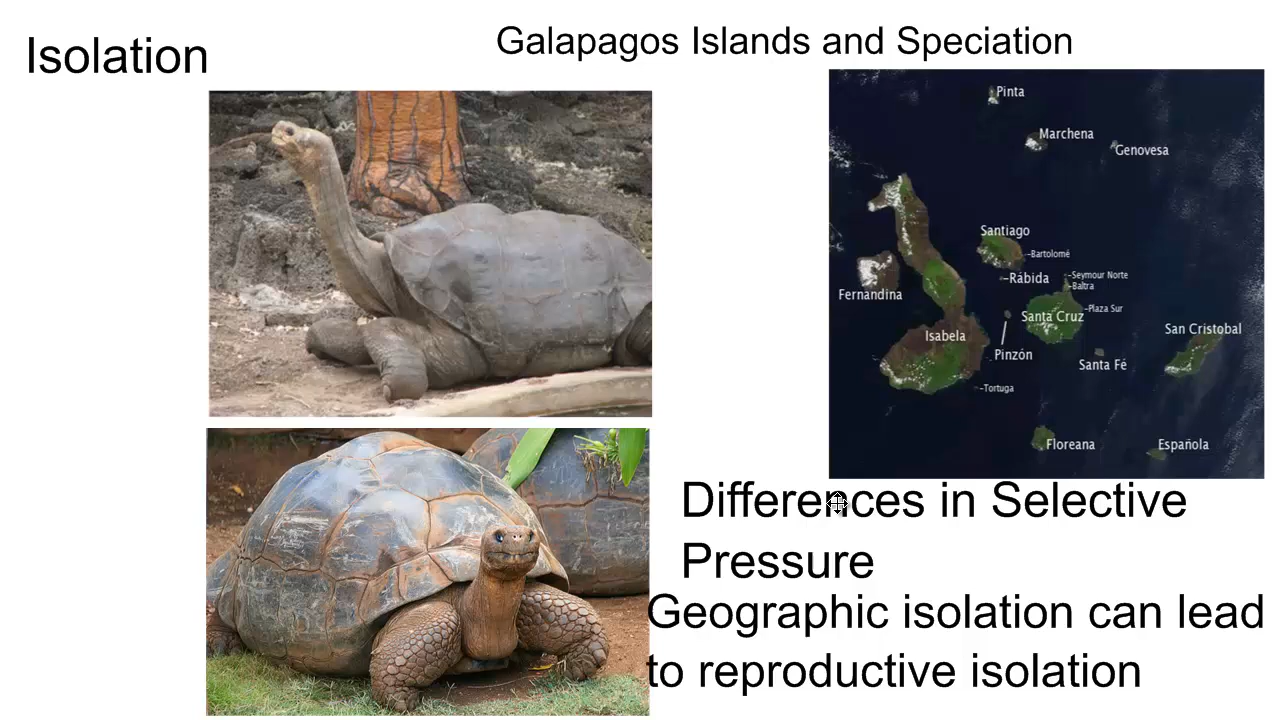 Isolation
Galapagos Islands and Speciation
Pinta
Marchena
Genovesa
Santiago
-Bartolomé
-Rábida
-Seymour Norte
-Baltra
Fernandina
-Plaza Sur
Santa Cruz
San Cristobal
Isabela
Pinzón
Santa Fé
-Tortuga
Floreana
Española
Differences in Selective
Pressure
Geographic isolation can lead
to reproductive isolation